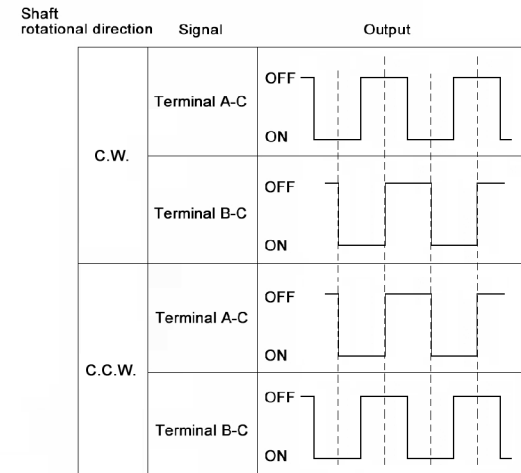 Shaft
rotational direction Signal Output
C.W.
Terminal A-C
OFF
ON
Terminal B-C
OFF
ON
C.C.W.
Terminal A-C
OFF
ON
Terminal B-C
OFF
ON